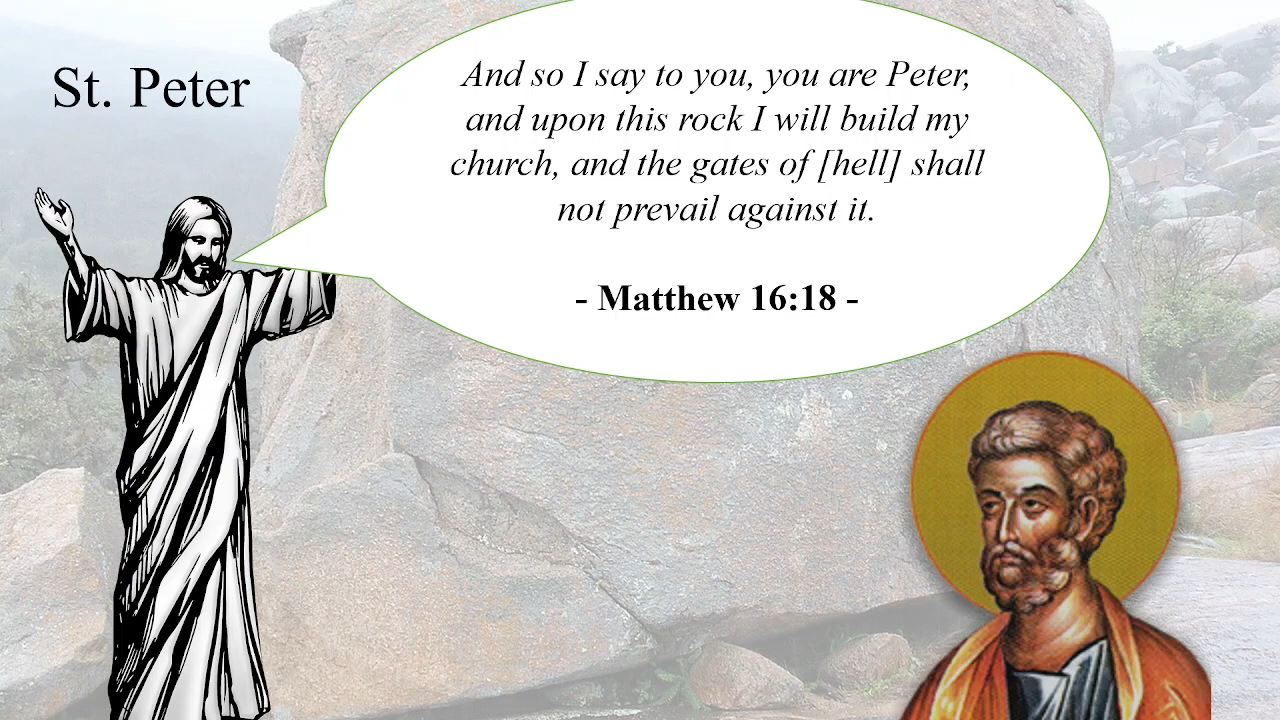 St. Peter
And so I say to you, you are Peter,
and upon this rock I will build my
church, and the gates of [hell] shall
not prevail against it.
- Matthew 16:18 -